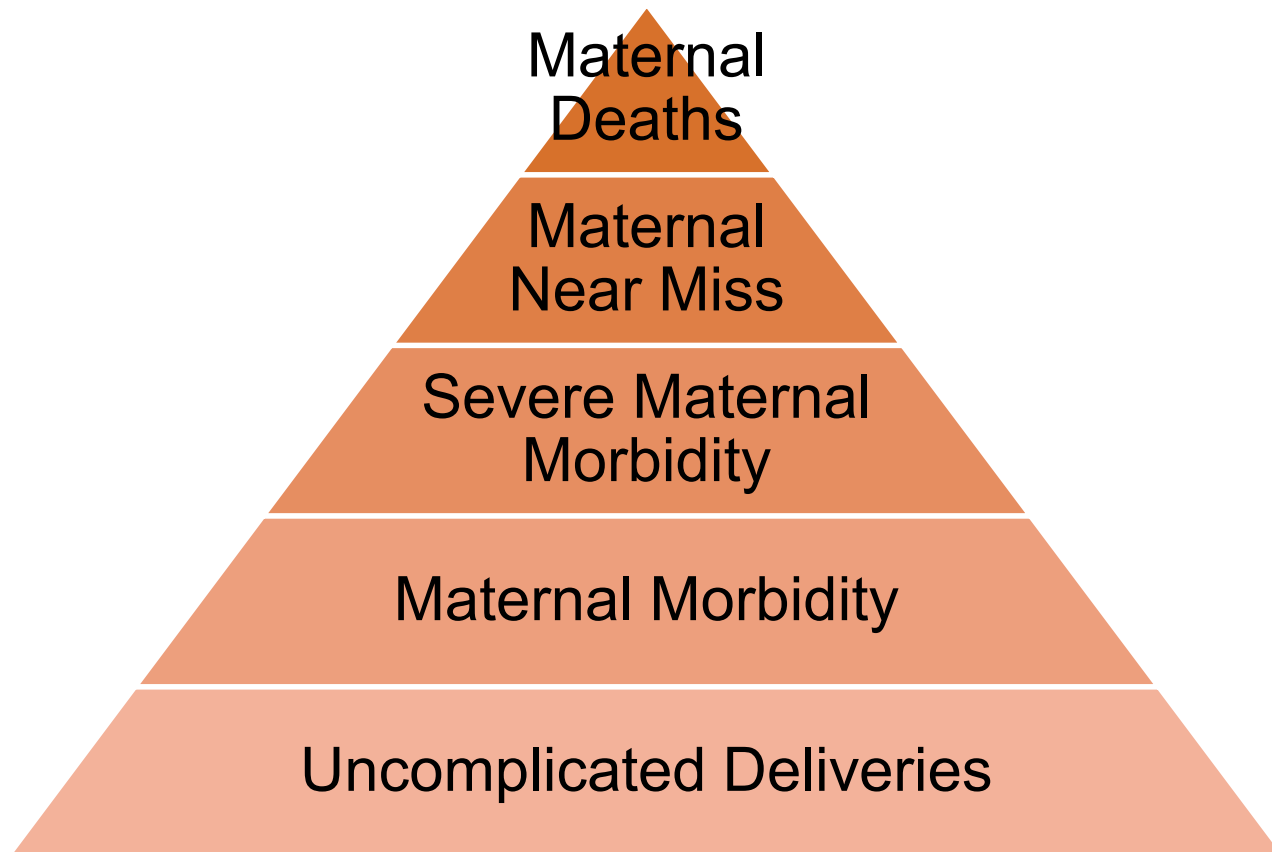 Maternal
Deaths
Maternal
Near Miss
Severe Maternal
Morbidity
Maternal Morbidity
Uncomplicated Deliveries